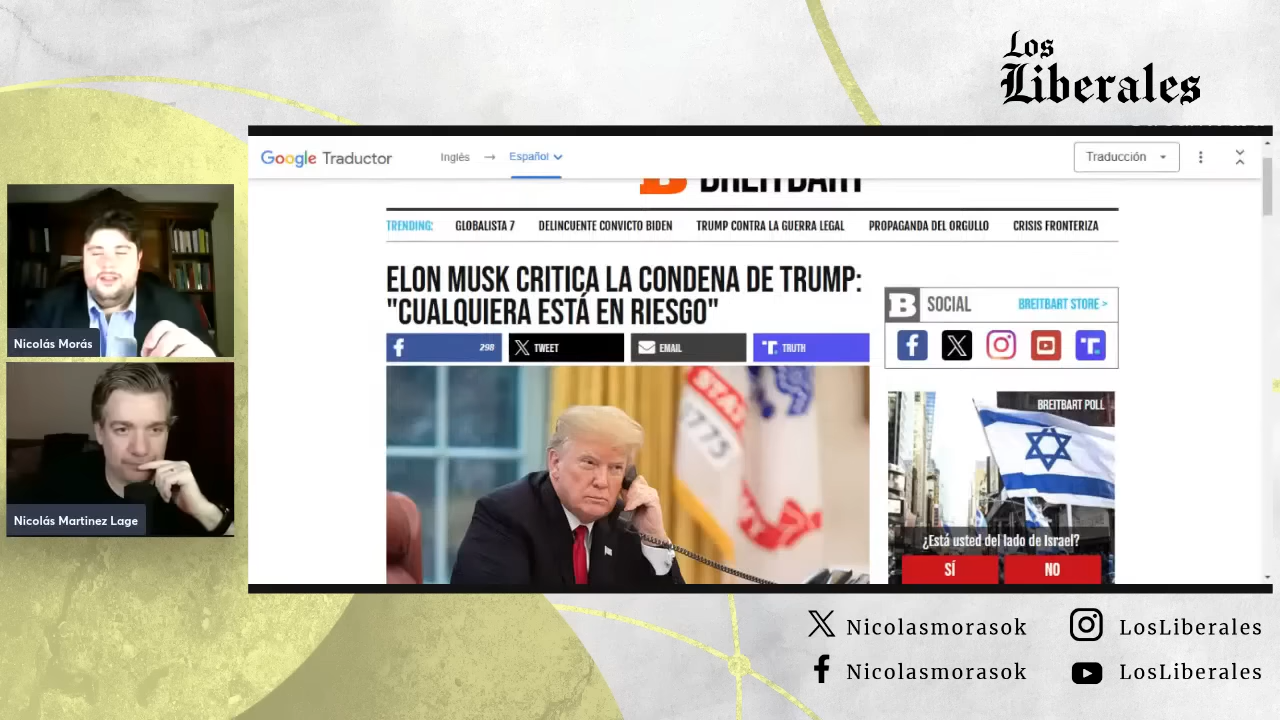 Los
Liberales
Google Traductor
Inglés → Español
Traducción
BREITBART
TRENDING: GLOBALISTA 7 DELINCUENTE CONVICTO BIDEN TRUMP CONTRA LA GUERRA LEGAL PROPAGANDA DEL ORGULLO CRISIS FRONTERIZA
ELON MUSK CRITICA LA CONDENA DE TRUMP:
"CUALQUIERA ESTÁ EN RIESGO"
298 TWEET EMAIL TRUTH
B SOCIAL BREITBART STORE >
1775
BREITBART POLL
¿Está usted del lado de Israel?
SÍ NO
Nicolás Morás
Nicolás Martinez Lage
Nicolasmorasok LosLiberales
Nicolasmorasok LosLiberales